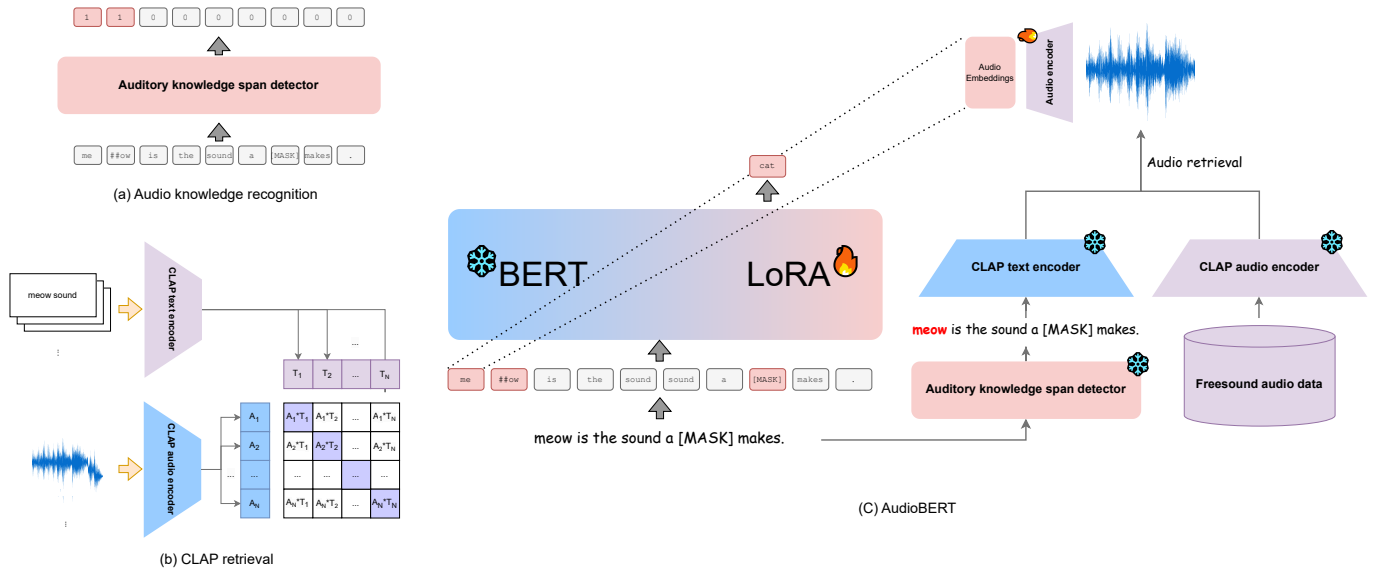 1 1 0 0 0 0 0 0 0
Auditory knowledge span detector
me ##ow is the sound a MASK] makes .
(a) Audio knowledge recognition
meow sound
...
CLAP text encoder
...
T1 T2 ... TN
CLAP audio encoder
...
...
A1 A1*T1 A1*T2 ... A1*TN
A2 A2*T1 A2*T2 ... A2*TN
... ... ... ... ...
AN AN*T1 AN*T2 ... AN*TN
(b) CLAP retrieval
Audio
Embeddings
Audio encoder
Audio retrieval
cat
BERT LoRA
me ##ow is the sound sound a [MASK] makes .
meow is the sound a [MASK] makes.
CLAP text encoder
CLAP audio encoder
meow is the sound a [MASK] makes.
Auditory knowledge span detector
Freesound audio data
(C) AudioBERT